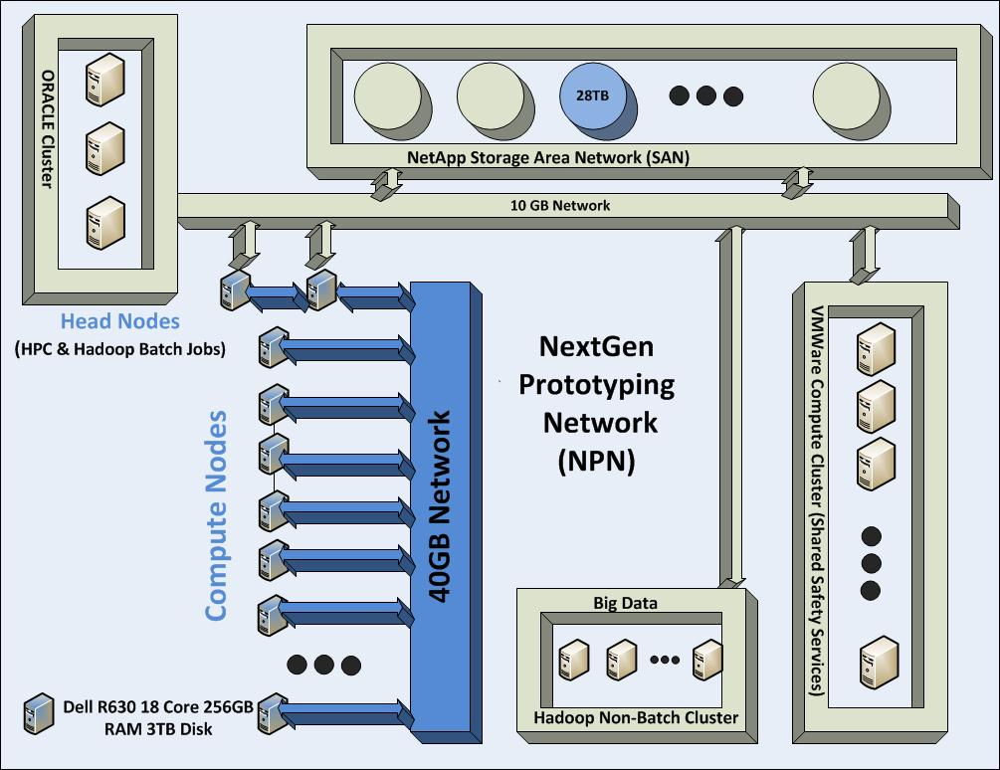 ORACLE Cluster
28TB
NetApp Storage Area Network (SAN)
10 GB Network
Head Nodes
(HPC & Hadoop Batch Jobs)
NextGen
Prototyping
Network
(NPN)
Compute Nodes
40GB Network
VMWare Compute Cluster (Shared Safety Services)
Big Data
Hadoop Non-Batch Cluster
Dell R630 18 Core 256GB
RAM 3TB Disk